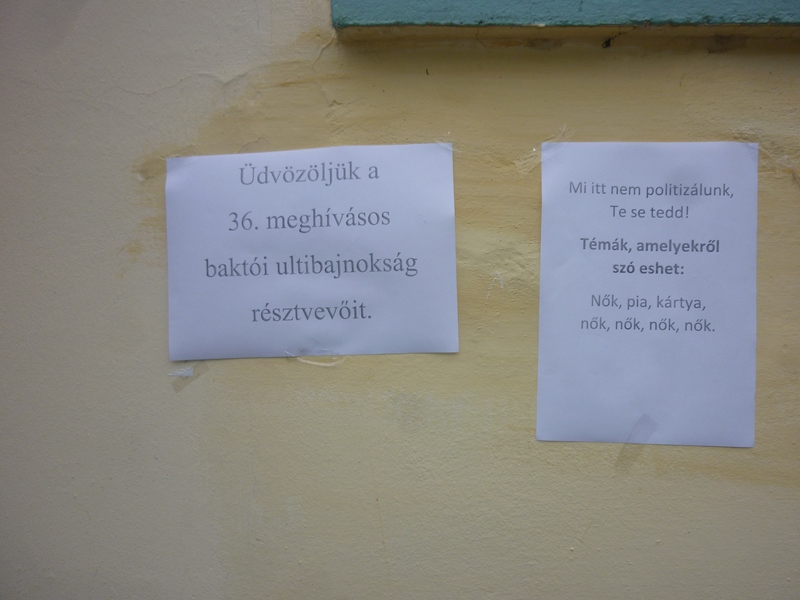 Üdvözöljük a
36. meghívásos
baktói ultibajnokság
résztvevőit.
Mi itt nem polítizálunk,
Te se tedd!
Témák, amelyekről
szó eshet:
Nők, pia, kártya,
nők, nők, nők, nők.